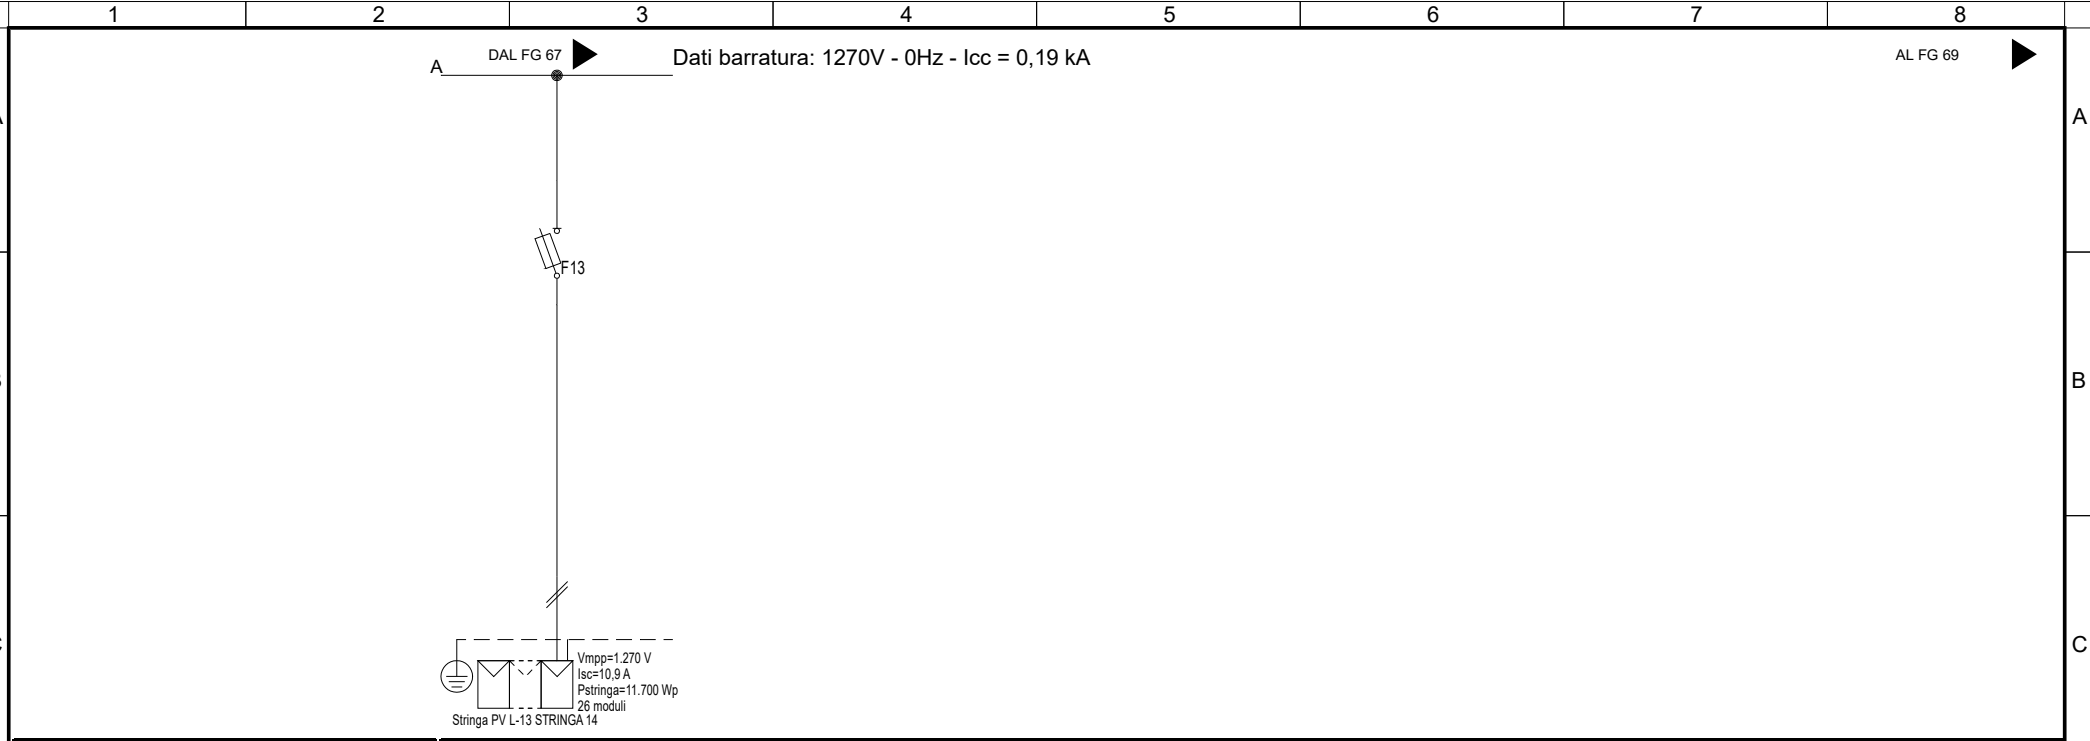 1 2 3 4 5 6 7 8
DAL FG 67
Dati barratura: 1270V - 0Hz - Icc = 0,19 kA
AL FG 69
A
A
F13
B
C
Vmpp=1.270 V
Isc=10,9 A
Pstringa=11.700 Wp
26 moduli
Stringa PV L-13 STRINGA 14